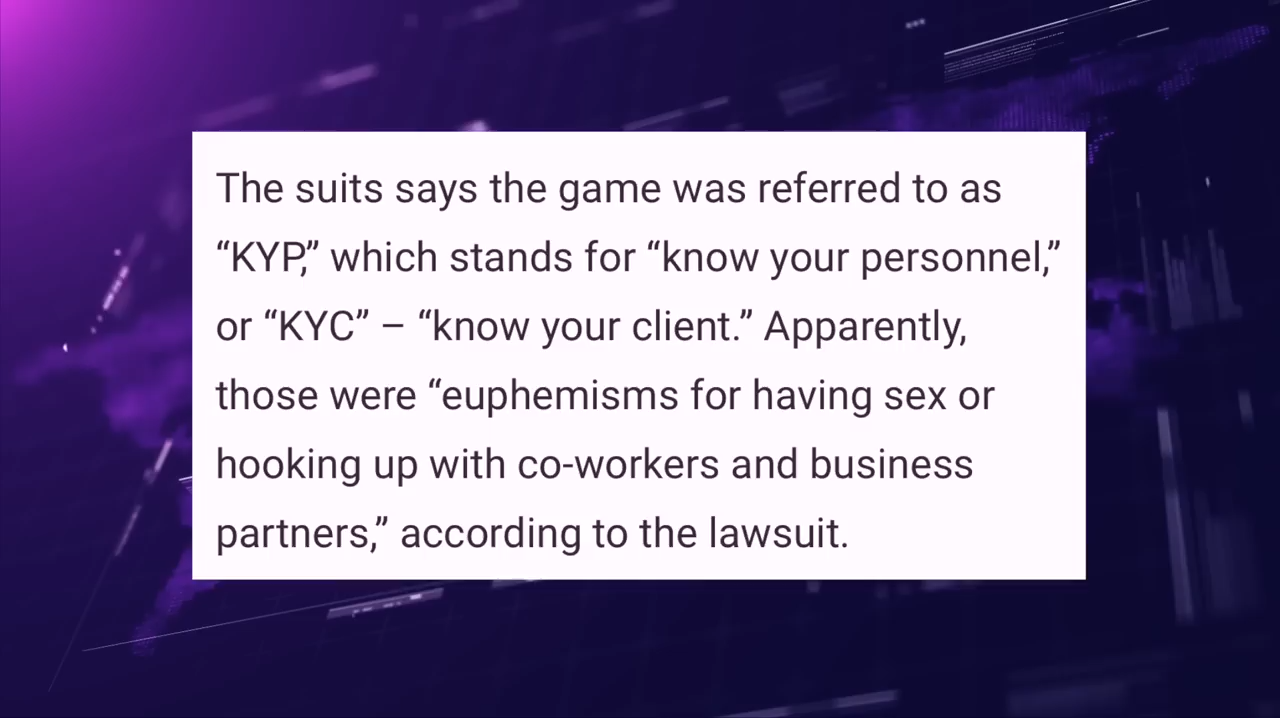 The suits says the game was referred to as
“KYP,” which stands for “know your personnel,”
or “KYC” – “know your client.” Apparently,
those were “euphemisms for having sex or
hooking up with co-workers and business
partners,” according to the lawsuit.